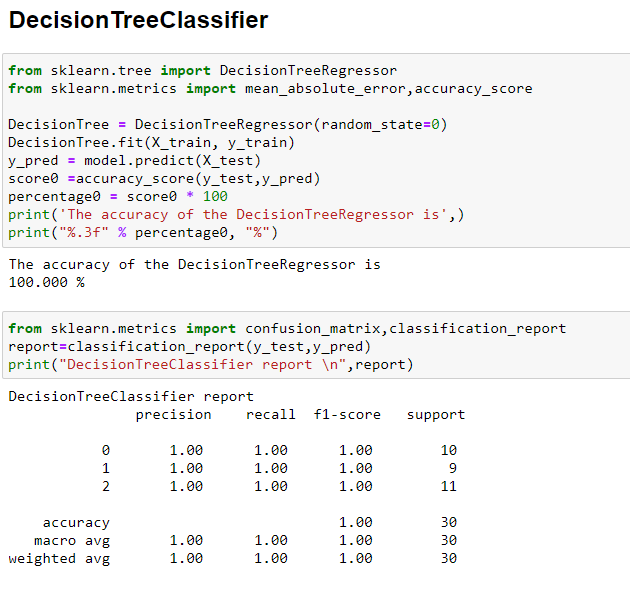 DecisionTreeClassifier
from sklearn.tree import DecisionTreeRegressor
from sklearn.metrics import mean_absolute_error,accuracy_score
DecisionTree = DecisionTreeRegressor(random_state=0)
DecisionTree.fit(X_train, y_train)
y_pred = model.predict(X_test)
score0 =accuracy_score(y_test,y_pred)
percentage0 = score0 * 100
print('The accuracy of the DecisionTreeRegressor is',)
print("%.3f" % percentage0, "%")
The accuracy of the DecisionTreeRegressor is
100.000 %
from sklearn.metrics import confusion_matrix,classification_report
report=classification_report(y_test,y_pred)
print("DecisionTreeClassifier report \n",report)
DecisionTreeClassifier report
precision recall f1-score support
0 1.00 1.00 1.00 10
1 1.00 1.00 1.00 9
2 1.00 1.00 1.00 11
accuracy 1.00 30
macro avg 1.00 1.00 1.00 30
weighted avg 1.00 1.00 1.00 30